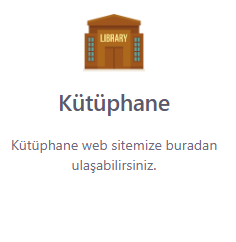 LIBRARY
Kütüphane
Kütüphane web sitemize buradan
ulaşabilirsiniz.